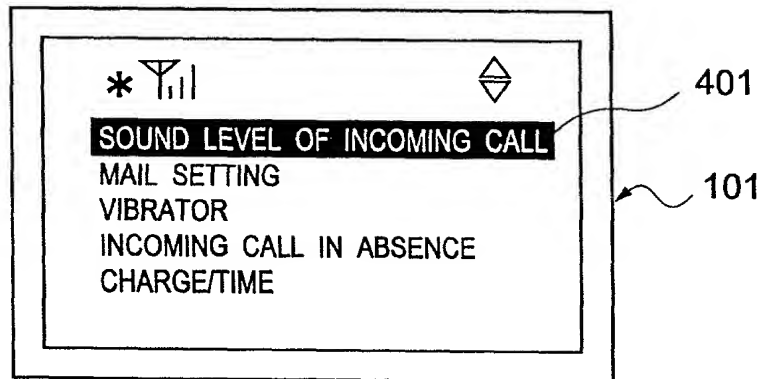 *
401
SOUND LEVEL OF INCOMING CALL
MAIL SETTING
101
VIBRATOR
INCOMING CALL IN ABSENCE
CHARGE/TIME